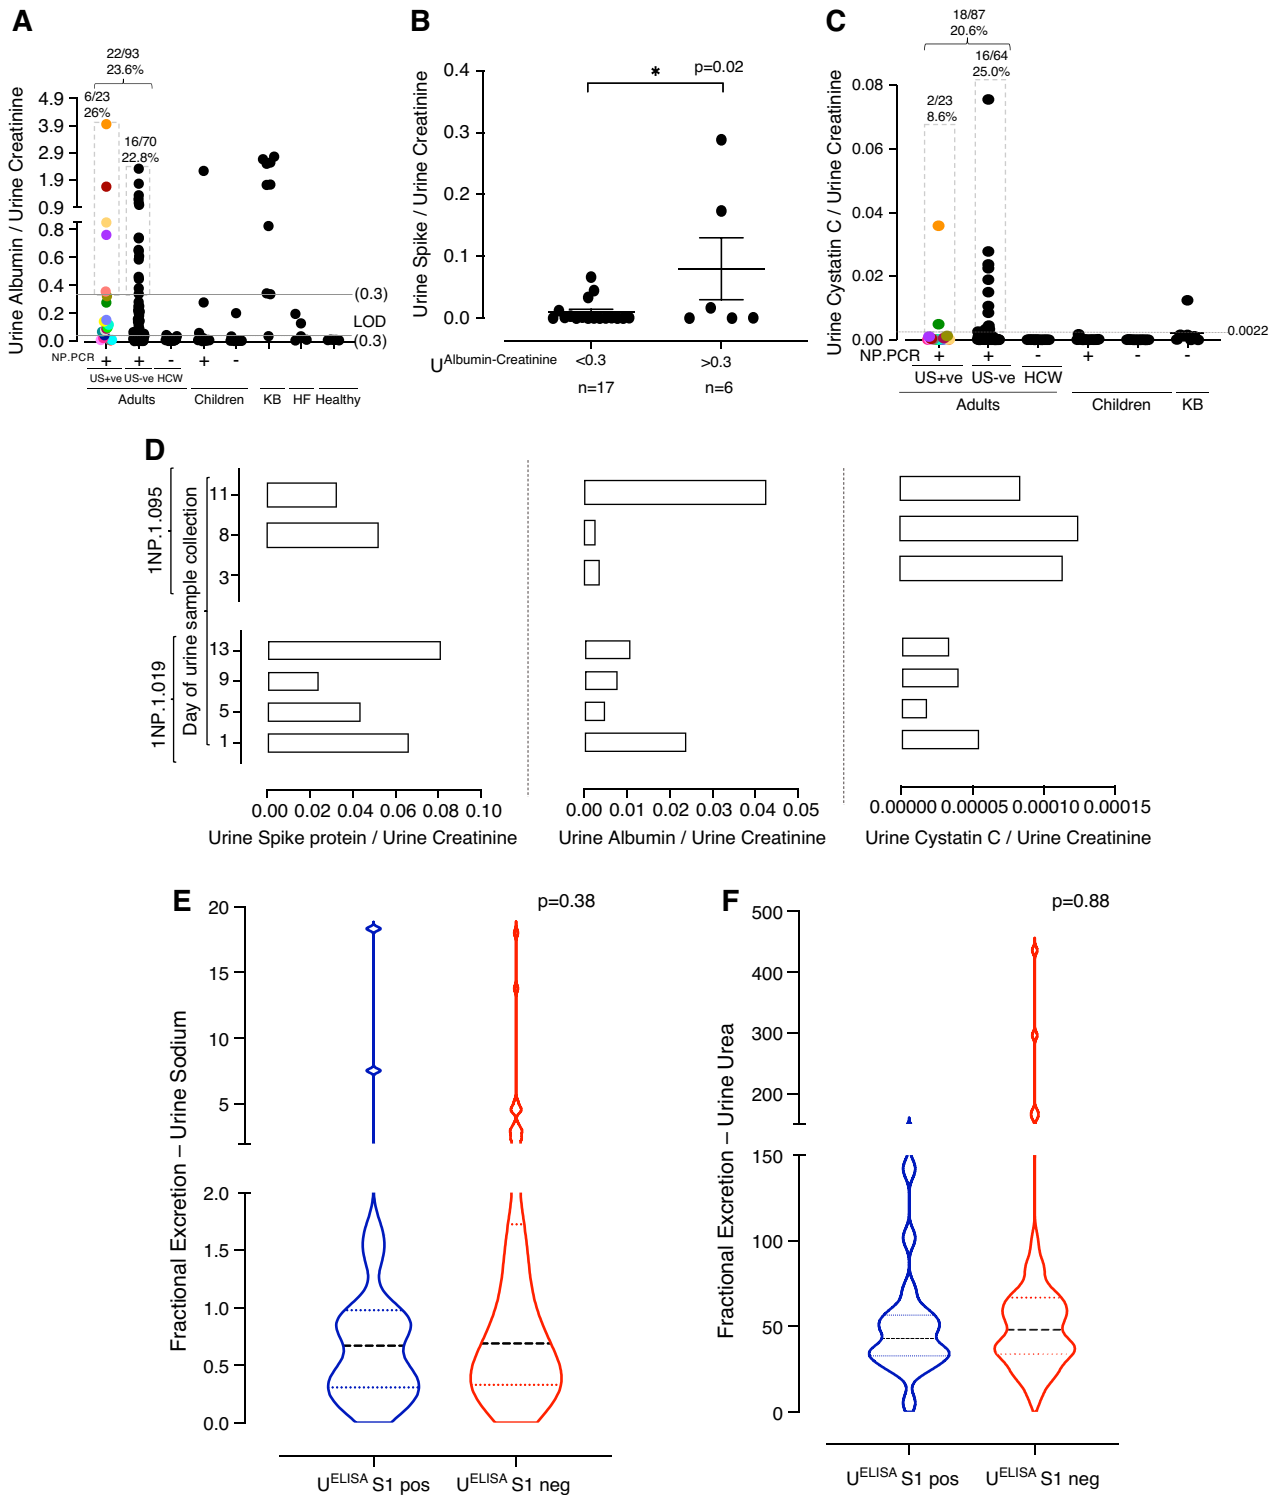 A
22/93
23.6%
6/23
26%
16/70
22.8%
Urine Albumin / Urine Creatinine
4.9
3.9
2.9
1.9
0.9
0.8
0.6
0.4
0.2
0.0
(0.3)
LOD
(0.3)
NP.PCR + + - + -
US+ve US-ve HCW
Adults Children KB HF Healthy
B
Urine Spike / Urine Creatinine
0.4
0.3
0.2
0.1
0.0
* p=0.02
U Albumin-Creatinine <0.3 >0.3
n=17 n=6
C
18/87
20.6%
16/64
25.0%
2/23
8.6%
Urine Cystatin C / Urine Creatinine
0.08
0.06
0.04
0.02
0.00
0.0022
NP.PCR + + - + - -
US+ve US-ve HCW
Adults Children KB
D
1NP.1.095
1NP.1.019
Day of urine sample collection
11
8
3
13
9
5
1
0.00 0.02 0.04 0.06 0.08 0.10
Urine Spike protein / Urine Creatinine
0.00 0.01 0.02 0.03 0.04 0.05
Urine Albumin / Urine Creatinine
0.00000 0.00005 0.00010 0.00015
Urine Cystatin C / Urine Creatinine
E
p=0.38
Fractional Excretion – Urine Sodium
20
15
10
5
2.0
1.5
1.0
0.5
0.0
U ELISA S1 pos U ELISA S1 neg
F
p=0.88
Fractional Excretion – Urine Urea
500
400
300
200
150
100
50
0
U ELISA S1 pos U ELISA S1 neg